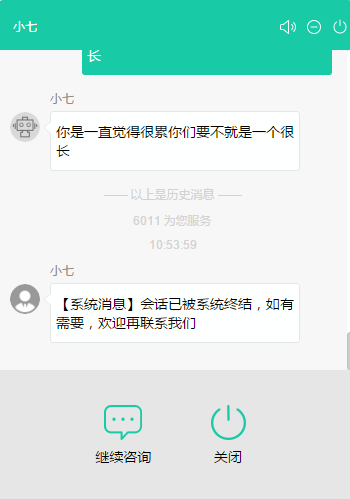 小七
长
小七
你是一直觉得很累你们要不就是一个很
长
—— 以上是历史消息 ——
6011 为您服务
10:53:59
小七
【系统消息】会话已被系统终结，如有
需要，欢迎再联系我们
继续咨询
关闭